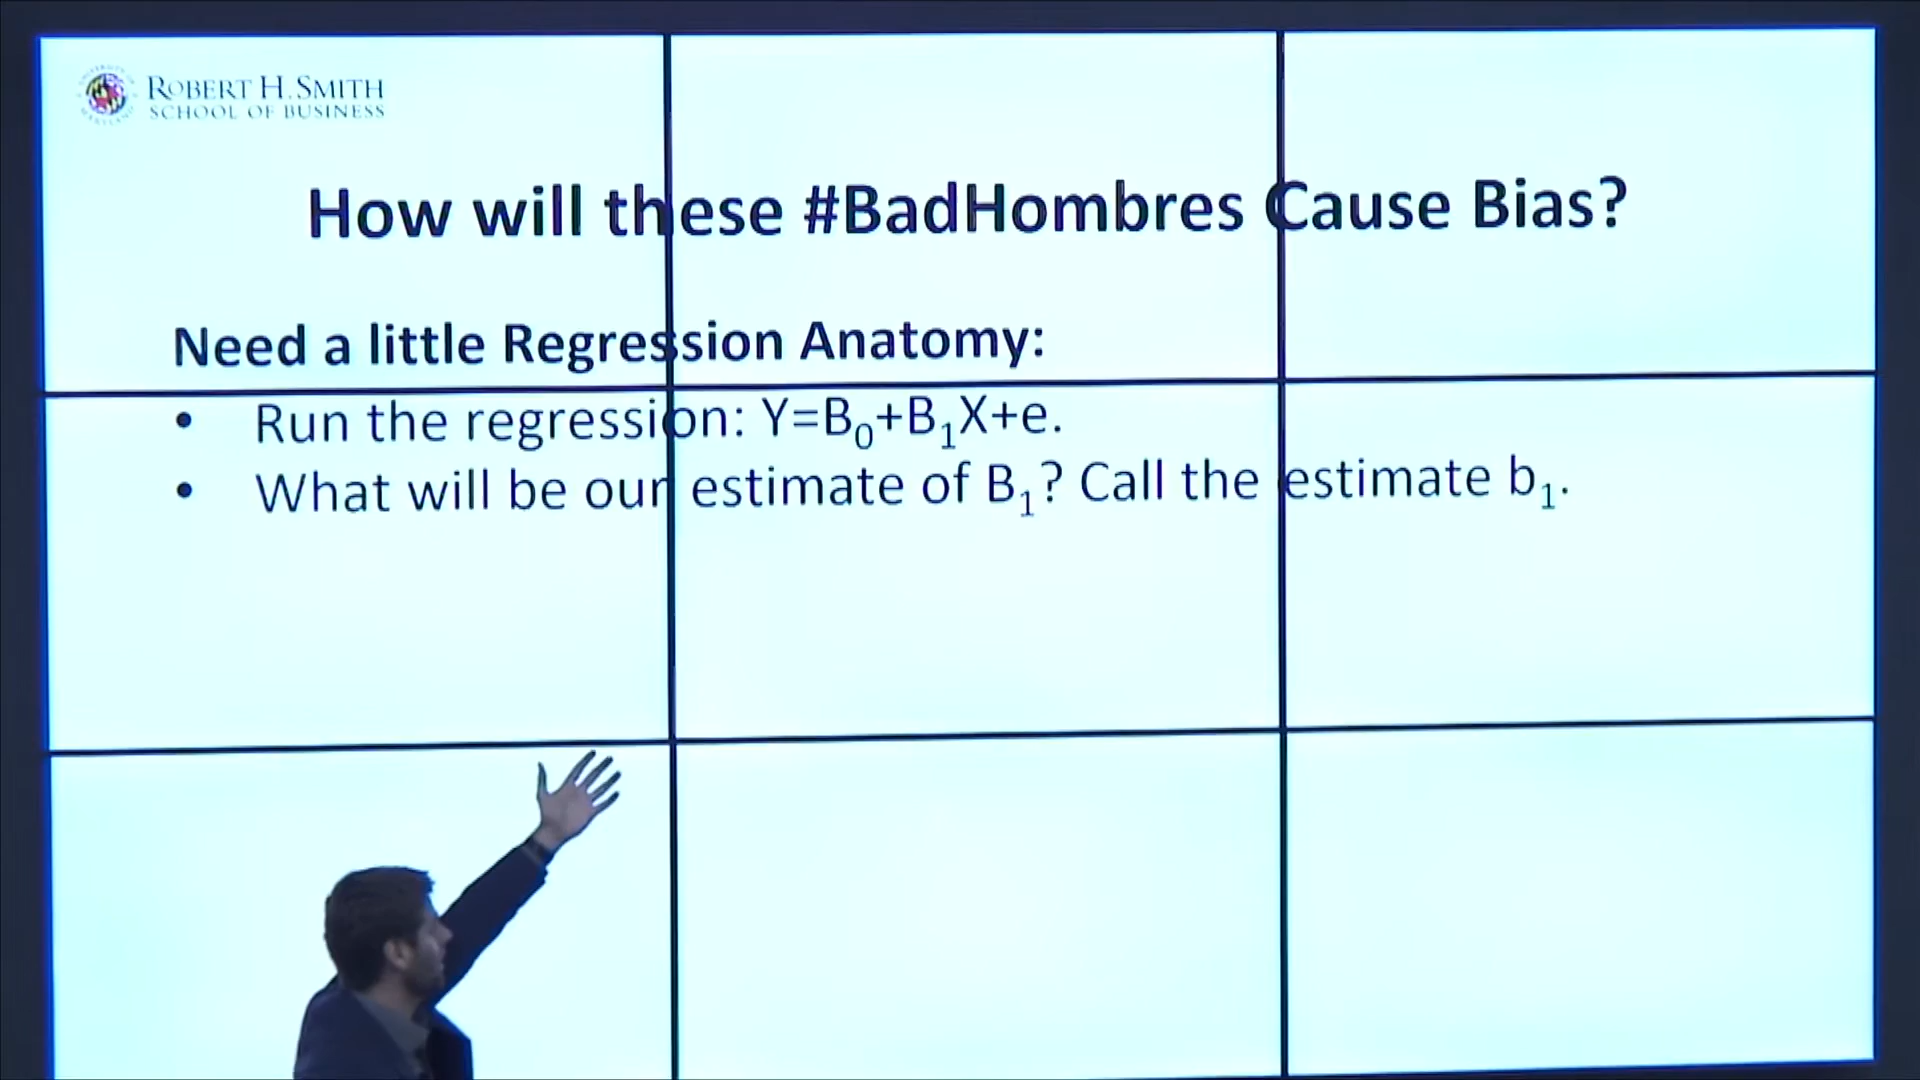 ROBERT H. SMITH
SCHOOL OF BUSINESS
How will these #BadHombres Cause Bias?
Need a little Regression Anatomy:
• Run the regression: Y=B₀+B₁X+e.
• What will be our estimate of B₁? Call the estimate b₁.